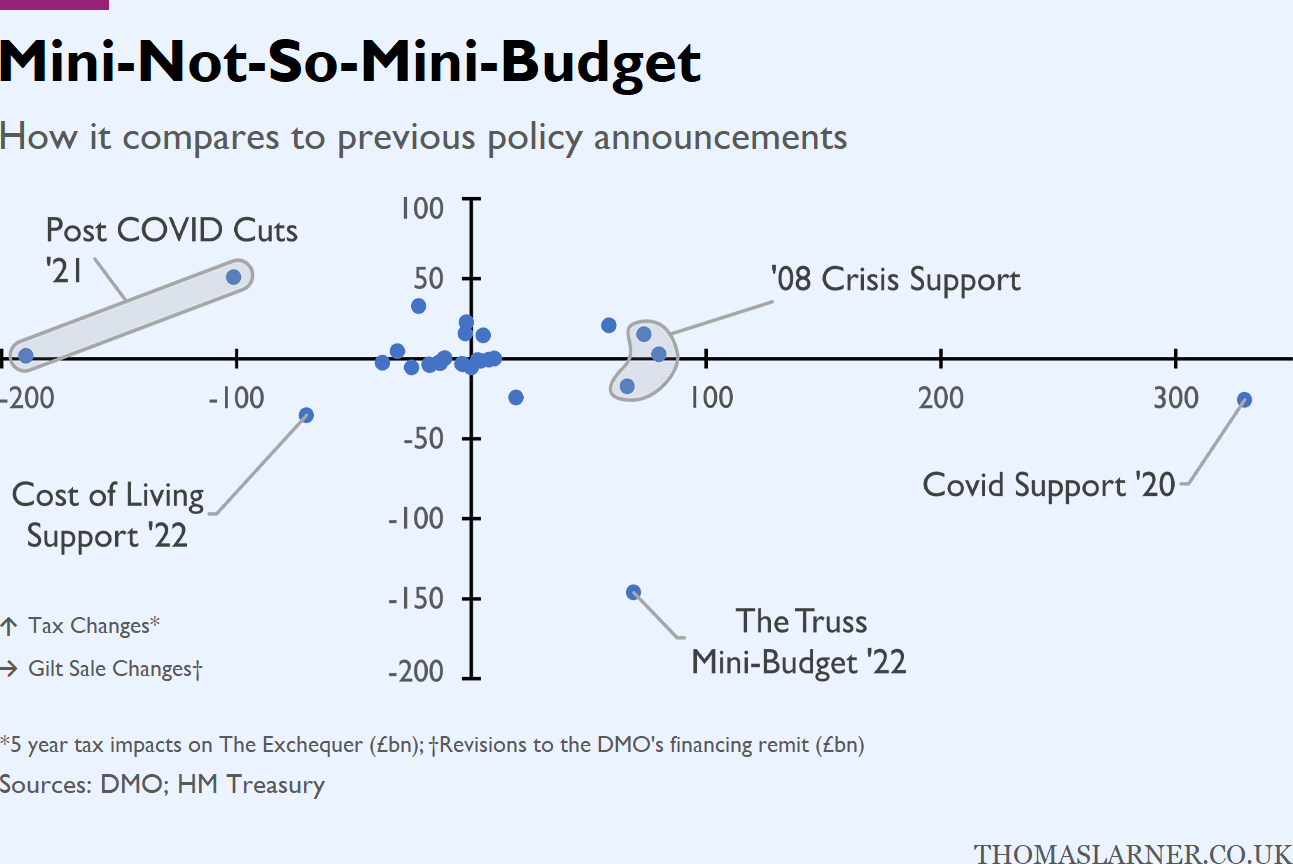 Mini-Not-So-Mini-Budget
How it compares to previous policy announcements
Post COVID Cuts
'21
'08 Crisis Support
100
50
-50
-100
-150
-200
-200
-100
100
200
300
Cost of Living
Support '22
Covid Support '20
The Truss
Mini-Budget '22
↑ Tax Changes*
→ Gilt Sale Changes†
*5 year tax impacts on The Exchequer (£bn); †Revisions to the DMO's financing remit (£bn)
Sources: DMO; HM Treasury
THOMASLARNER.CO.UK